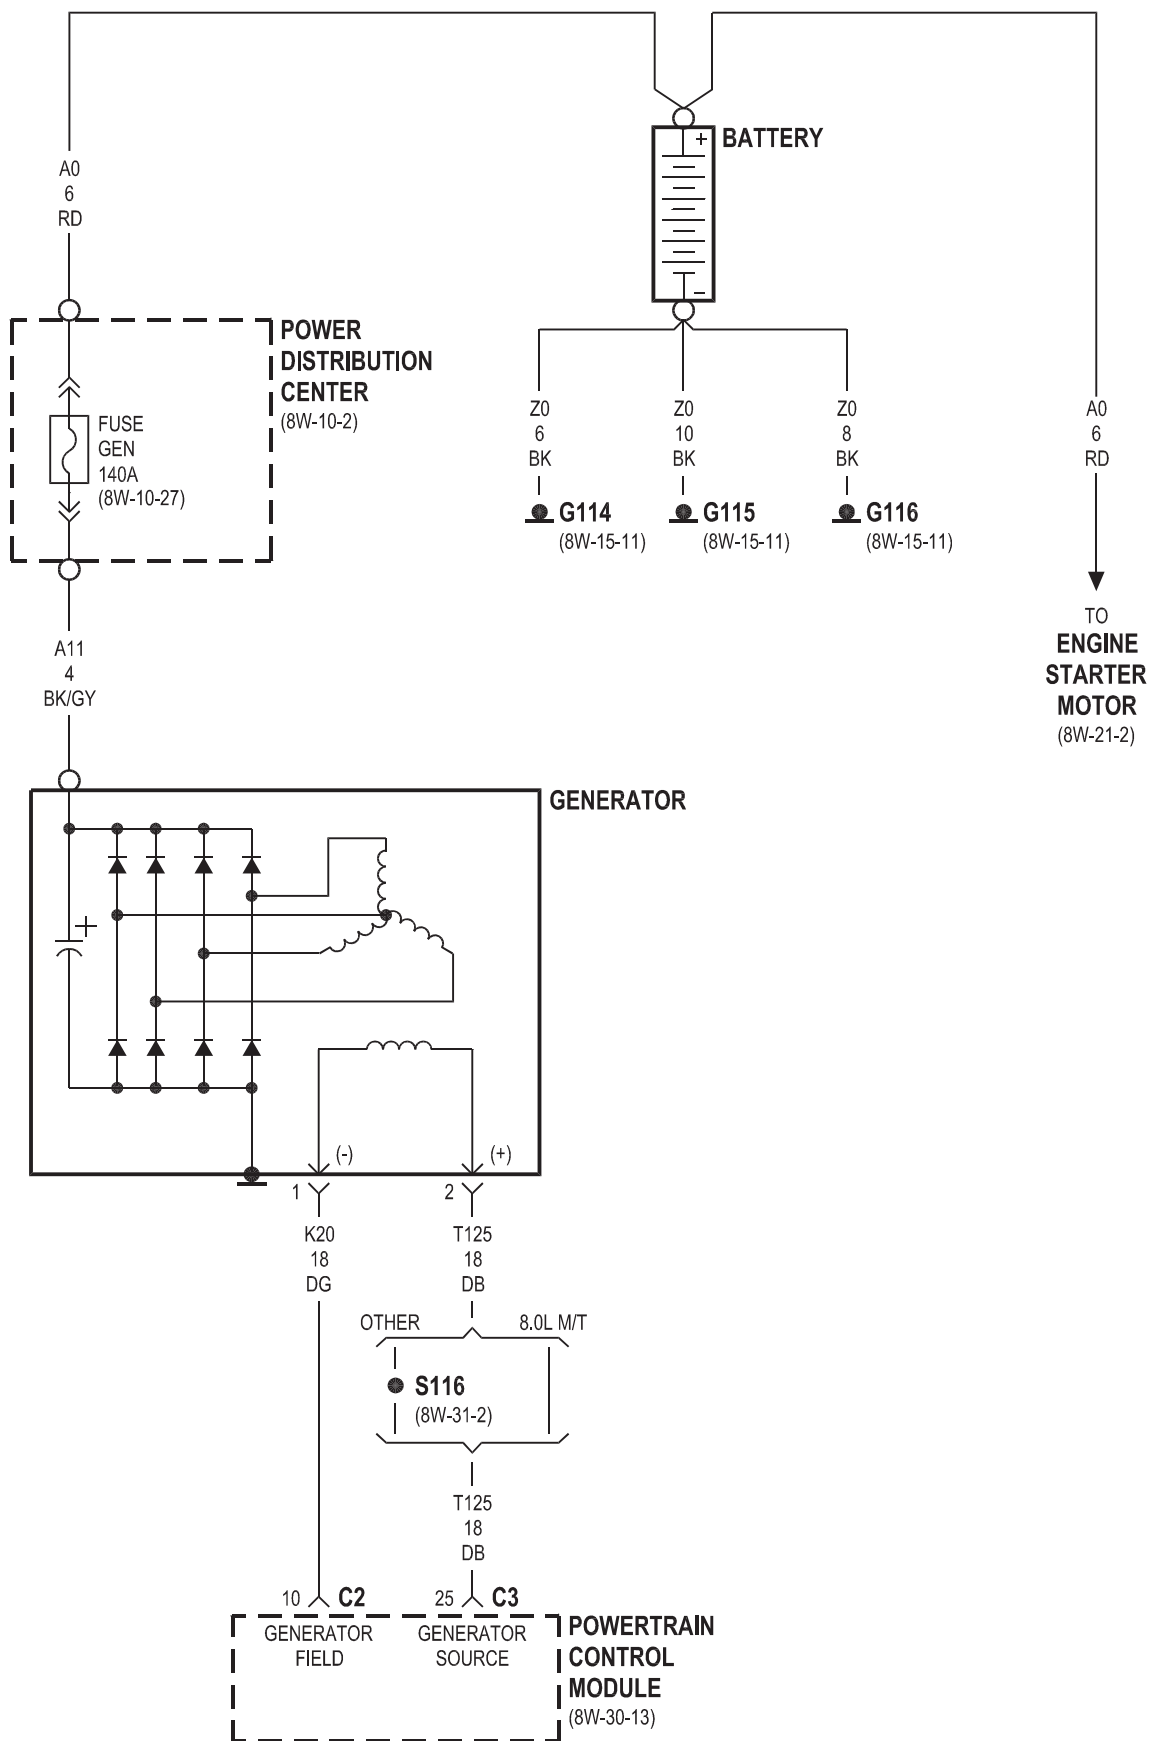 BATTERY
+
−
A0
6
RD
POWER
DISTRIBUTION
CENTER
(8W-10-2)
FUSE
GEN
140A
(8W-10-27)
Z0
6
BK
G114
(8W-15-11)
Z0
10
BK
G115
(8W-15-11)
Z0
8
BK
G116
(8W-15-11)
A0
6
RD
TO
ENGINE
STARTER
MOTOR
(8W-21-2)
A11
4
BK/GY
GENERATOR
+
(-)
(+)
1
2
K20
18
DG
T125
18
DB
OTHER
8.0L M/T
S116
(8W-31-2)
T125
18
DB
10
C2
25
C3
GENERATOR
FIELD
GENERATOR
SOURCE
POWERTRAIN
CONTROL
MODULE
(8W-30-13)